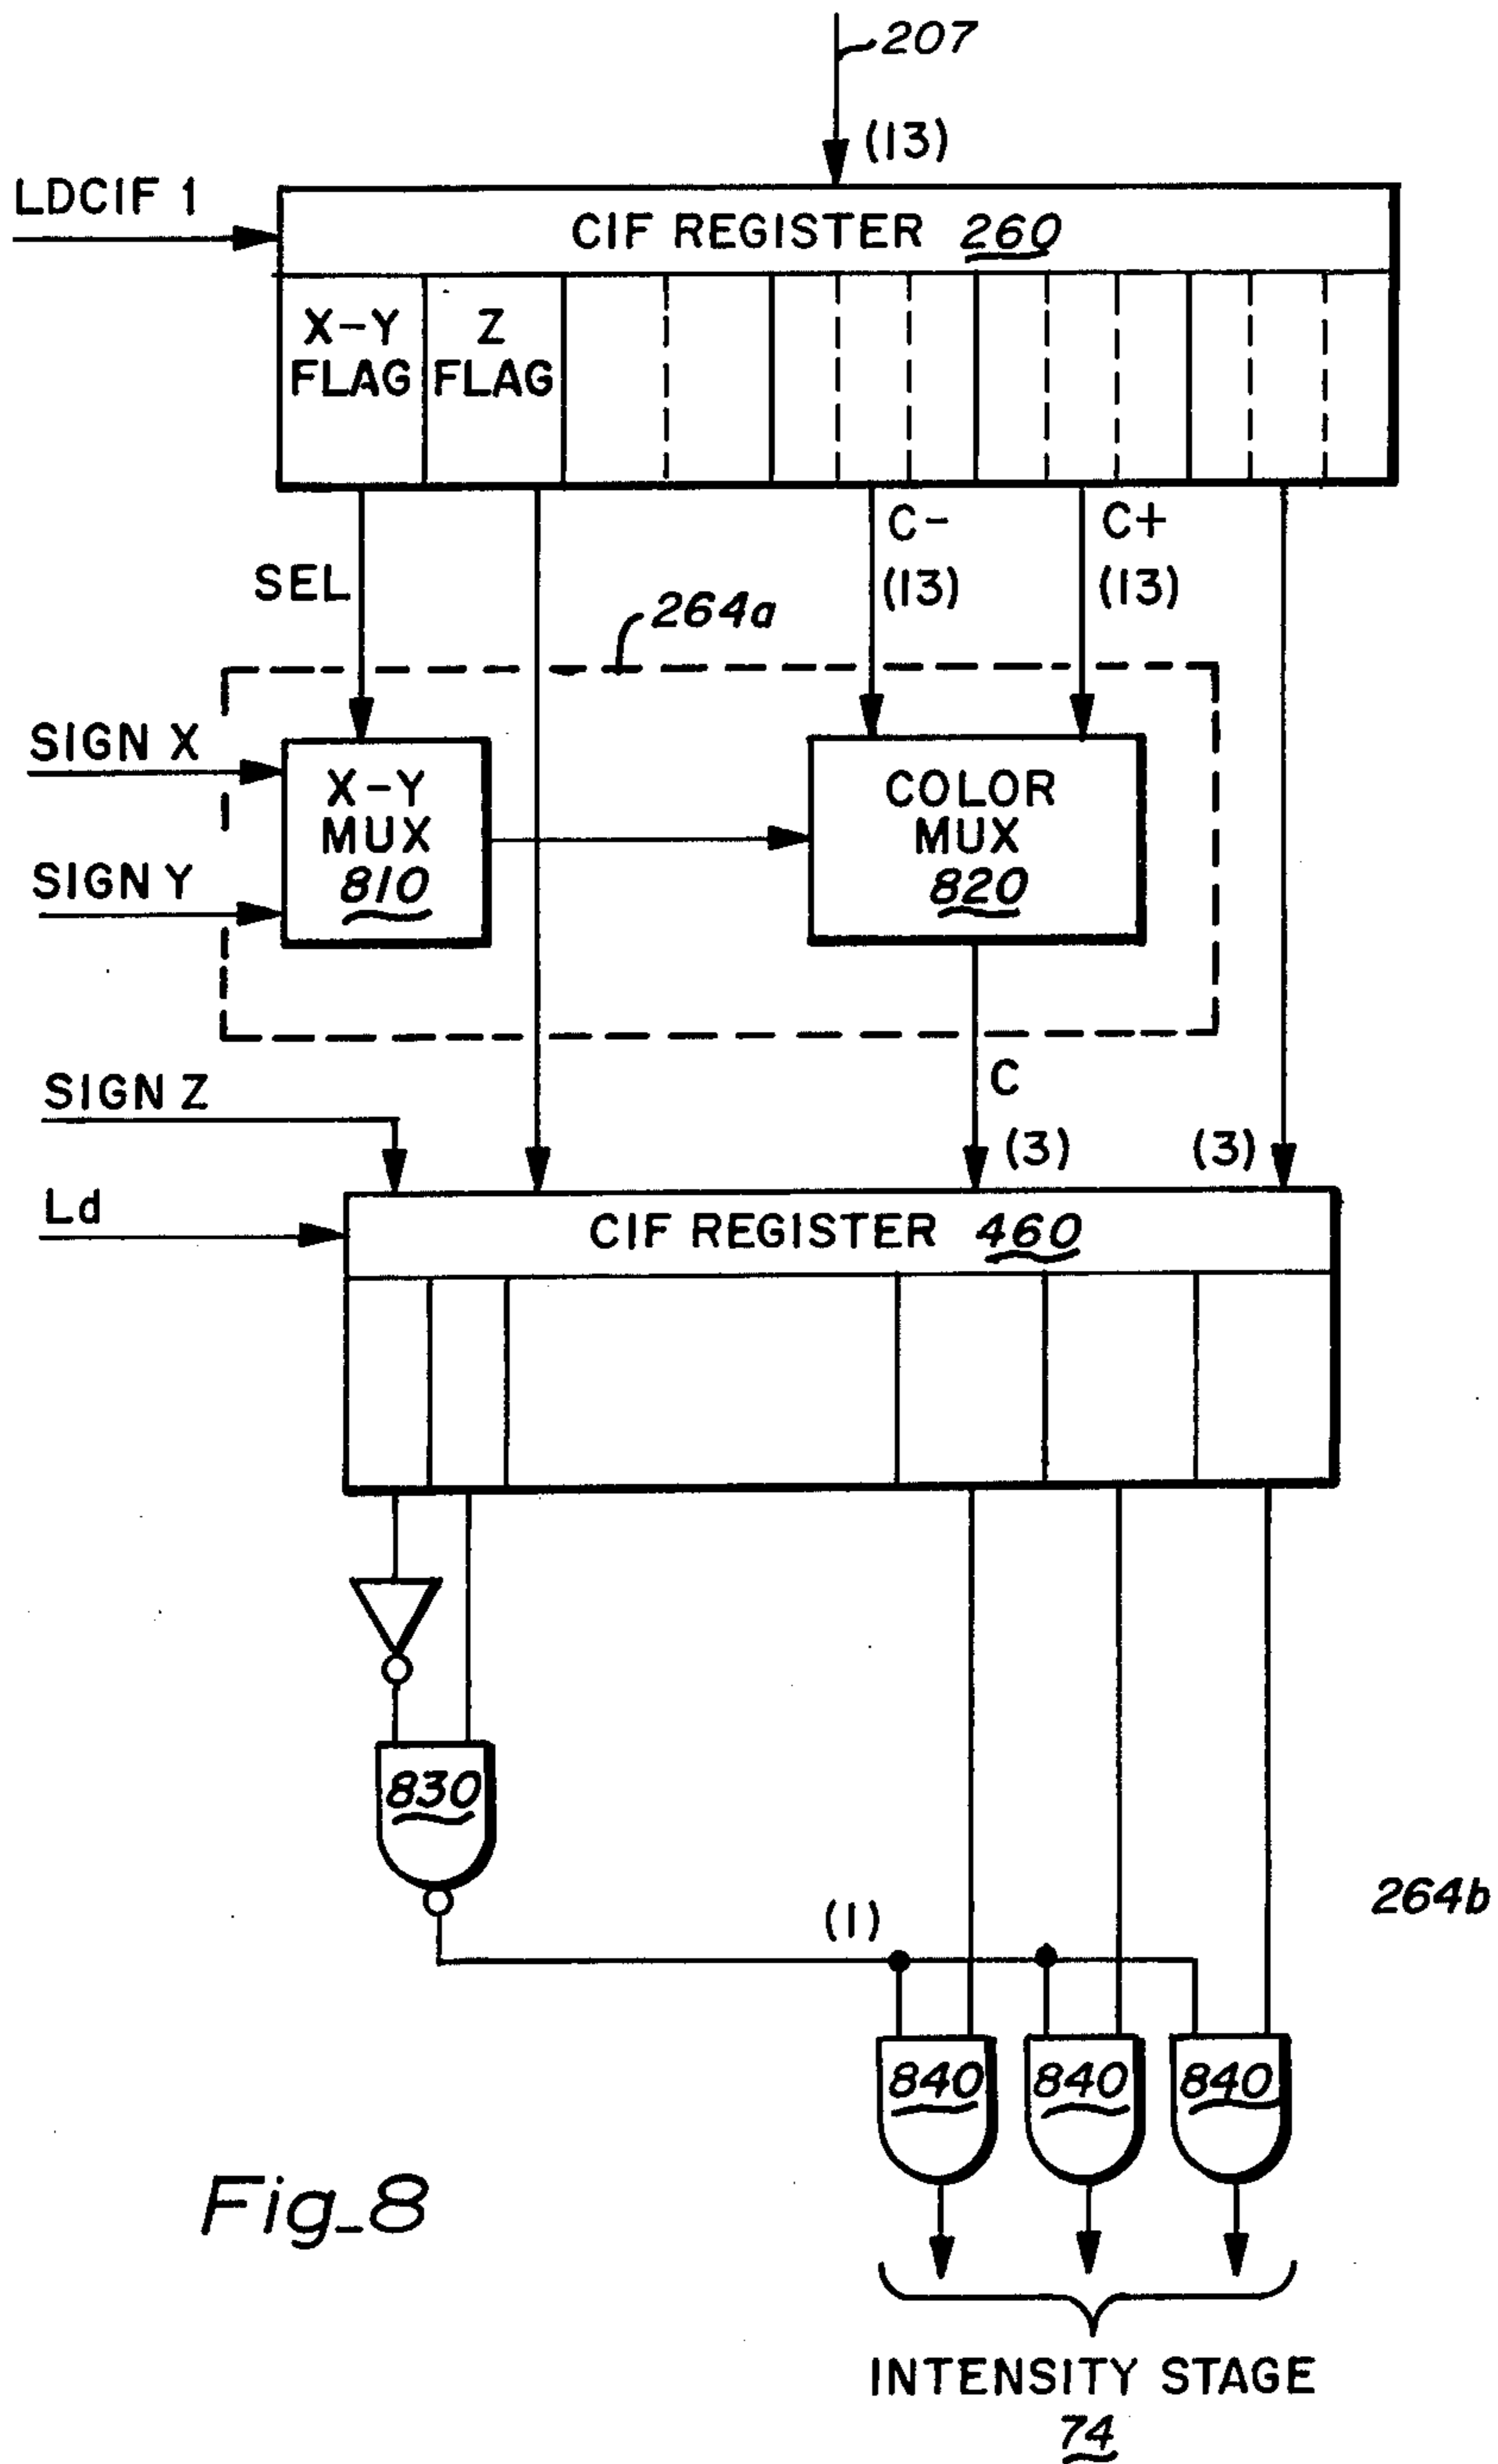 207
(13)
LDCIF 1
CIF REGISTER 260
X-Y FLAG
Z FLAG
C-
(13)
C+
(13)
SEL
264a
SIGN X
X-Y
MUX
810
COLOR
MUX
820
SIGN Y
C
SIGN Z
(3)
(3)
Ld
CIF REGISTER 460
830
(1)
264b
840
840
840
Fig_8
INTENSITY STAGE
74